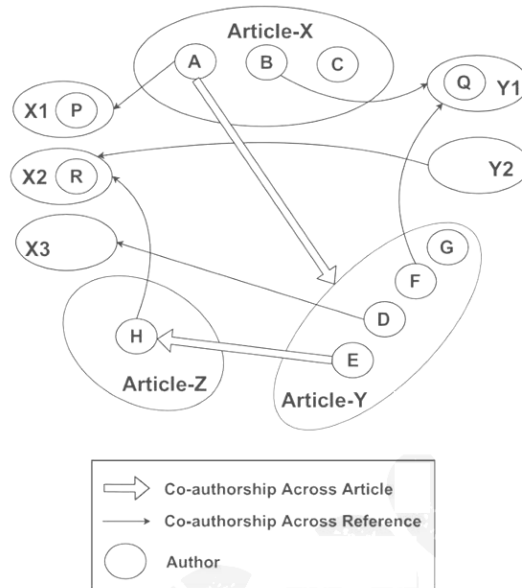 Article-X
A
B
C
Q
Y1
X1
P
X2
R
Y2
X3
G
F
D
H
E
Article-Z
Article-Y
Co-authorship Across Article
Co-authorship Across Reference
Author